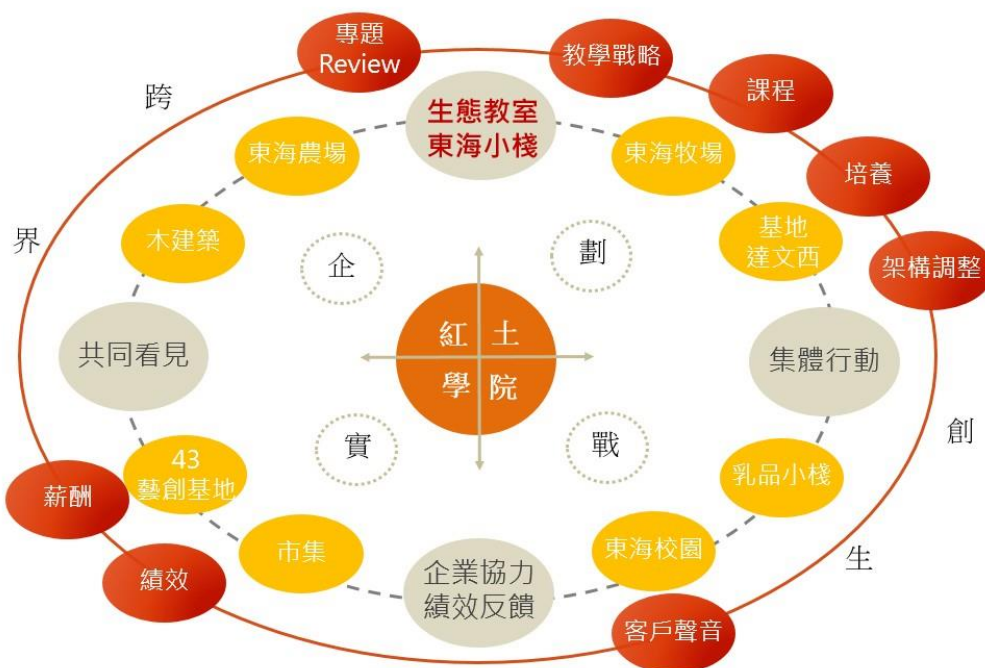 專題
Review
教學戰略
課程
培養
架構調整
跨
界
創
生
生態教室
東海小棧
東海農場
東海牧場
木建築
基地
達文西
企
劃
共同看見
紅土
學院
集體行動
實
戰
43
藝創基地
乳品小棧
薪酬
市集
企業協力
績效反饋
東海校園
績效
客戶聲音